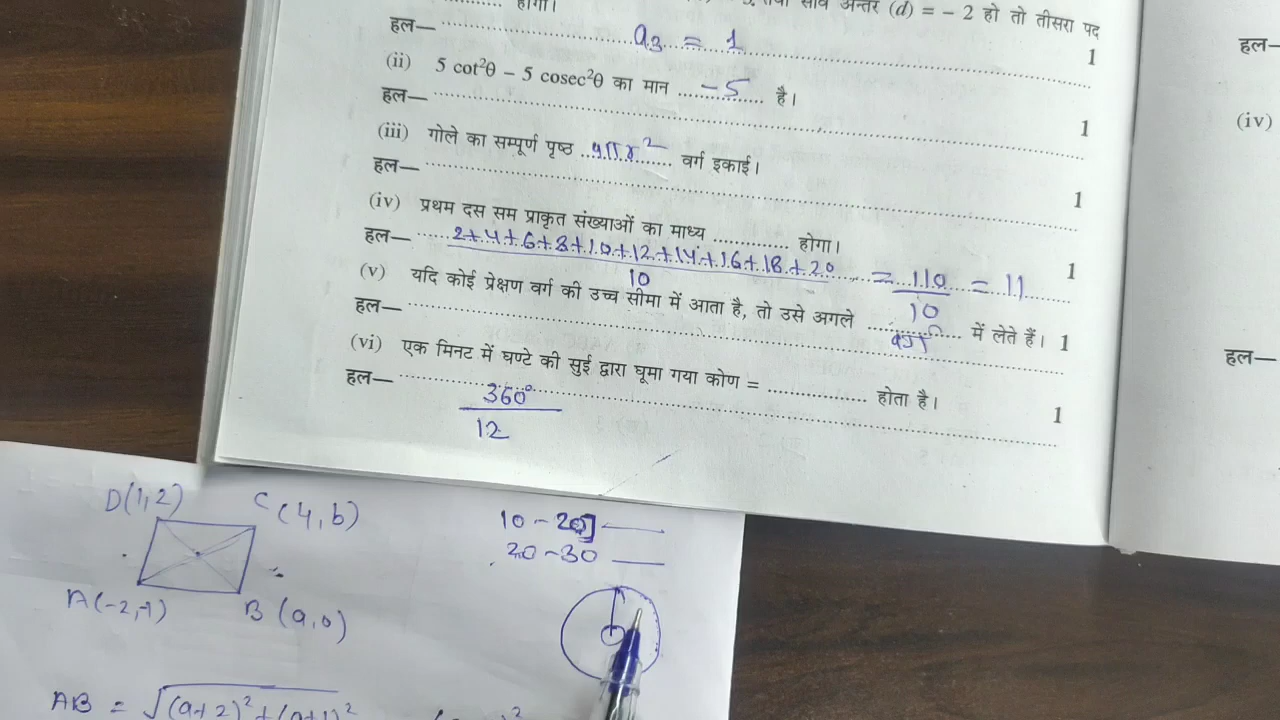 होगा।
अन्तर (d) = – 2 हो तो तीसरा पद
हल— a3 = 1
1
(ii) 5 cot²θ – 5 cosec²θ का मान –5 है।
हल—
1
(iii) गोले का सम्पूर्ण पृष्ठ 4πr² वर्ग इकाई।
हल—
1
(iv) प्रथम दस सम प्राकृत संख्याओं का माध्य ............ होगा।
हल— 2+4+6+8+10+12+14+16+18+20 / 10 = 110 / 10 = 11
1
(v) यदि कोई प्रेक्षण वर्ग की उच्च सीमा में आता है, तो उसे अगले वर्ग में लेते हैं। 1
हल—
(vi) एक मिनट में घण्टे की सुई द्वारा घूमा गया कोण = ............ होता है।
हल— 360° / 12
1
हल—
(iv)
हल—
D(1,2) C(4,b)
A(-2,-1) B(a,0)
10-20
20-30
AB = √(a+2)²+(a+1)²